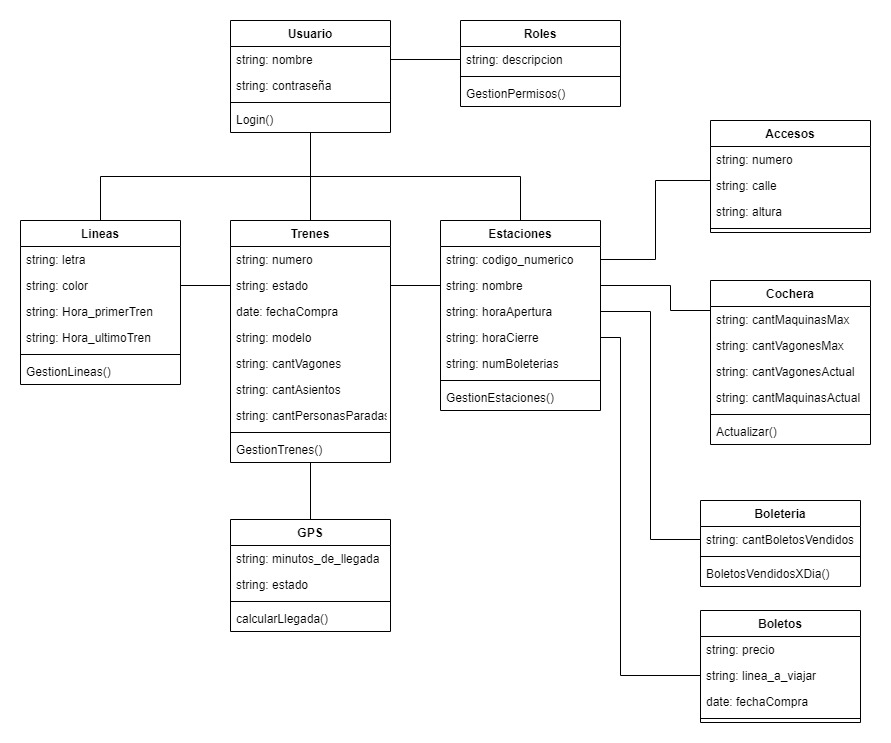 Usuario
string: nombre
string: contraseña
Login()
Roles
string: descripcion
GestionPermisos()
Accesos
string: numero
string: calle
string: altura
Lineas
string: letra
string: color
string: Hora_primerTren
string: Hora_ultimoTren
GestionLineas()
Trenes
string: numero
string: estado
date: fechaCompra
string: modelo
string: cantVagones
string: cantAsientos
string: cantPersonasParadas
GestionTrenes()
Estaciones
string: codigo_numerico
string: nombre
string: horaApertura
string: horaCierre
string: numBoleterias
GestionEstaciones()
Cochera
string: cantMaquinasMax
string: cantVagonesMax
string: cantVagonesActual
string: cantMaquinasActual
Actualizar()
GPS
string: minutos_de_llegada
string: estado
calcularLlegada()
Boleteria
string: cantBoletosVendidos
BoletosVendidosXDia()
Boletos
string: precio
string: linea_a_viajar
date: fechaCompra